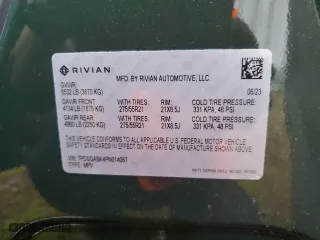 RIVIAN
MFD. BY RIVIAN AUTOMOTIVE, LLC.
GVWR:
8532 LB (3870 KG)
06/23
GAWR FRONT
4134 LB (1875 KG)
WITH TIRES:
275/55R21
RIM:
21X8.5J
COLD TIRE PRESSURE:
331 KPA, 48 PSI
GAWR REAR
4960 LB (2250 KG)
WITH TIRES:
275/55R21
RIM:
21X8.5J
COLD TIRE PRESSURE:
331 KPA, 48 PSI
THIS VEHICLE CONFORMS TO ALL APPLICABLE U.S. FEDERAL MOTOR VEHICLE
SAFETY STANDARDS IN EFFECT ON THE DATE OF MANUFACTURE SHOWN ABOVE.
VIN:
TYPE: MPV